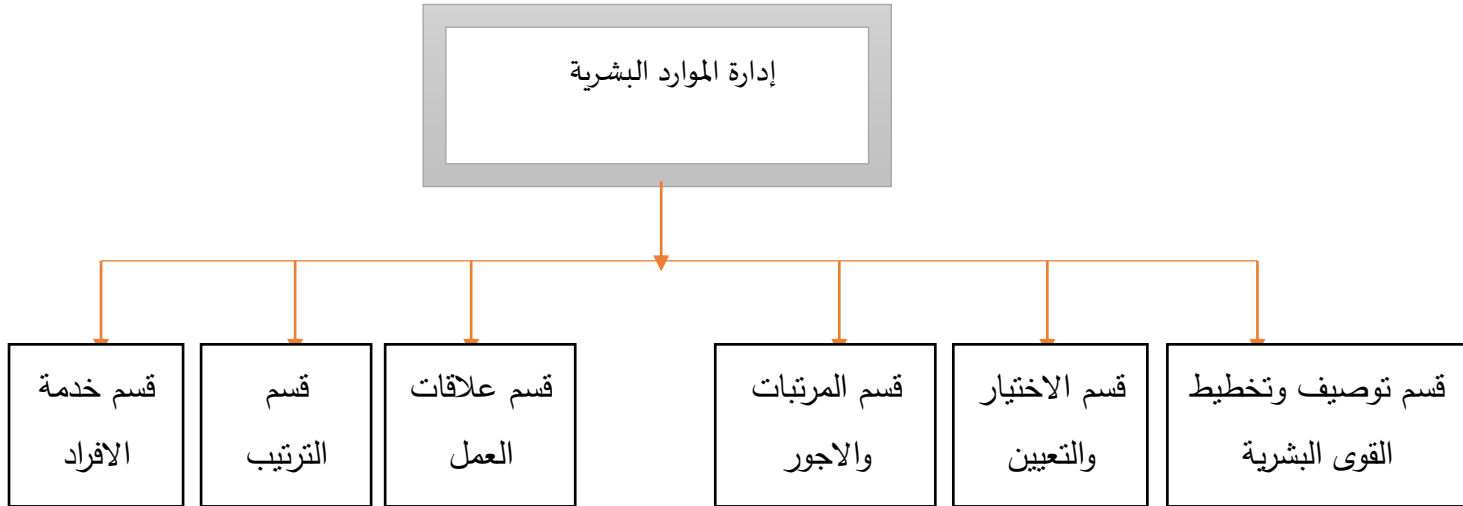 إدارة الموارد البشرية
قسم توصيف وتخطيط
القوى البشرية
قسم الاختيار
والتعيين
قسم المرتبات
والاجور
قسم علاقات
العمل
قسم
الترتيب
قسم خدمة
الافراد